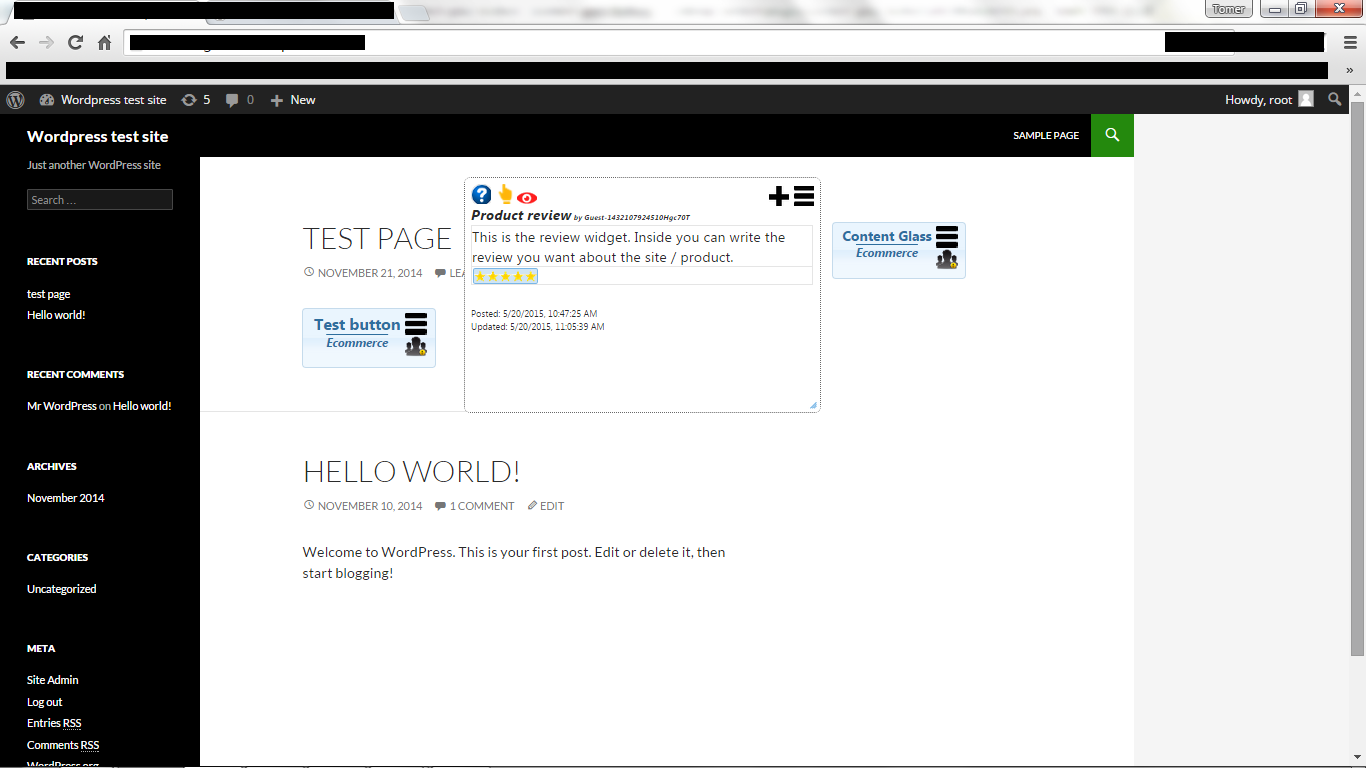 Tomer
»
Wordpress test site 5 0 New Howdy, root
Wordpress test site
SAMPLE PAGE
Just another WordPress site
Search …
RECENT POSTS
test page
Hello world!
RECENT COMMENTS
Mr WordPress on Hello world!
ARCHIVES
November 2014
CATEGORIES
Uncategorized
META
Site Admin
Log out
Entries RSS
Comments RSS
WordPress.org
TEST PAGE
NOVEMBER 21, 2014 LEA
Test button
Ecommerce
?
Product review by Guest-1432107924510Hgc70T
This is the review widget. Inside you can write the
review you want about the site / product.
Posted: 5/20/2015, 10:47:25 AM
Updated: 5/20/2015, 11:05:39 AM
Content Glass
Ecommerce
HELLO WORLD!
NOVEMBER 10, 2014 1 COMMENT EDIT
Welcome to WordPress. This is your first post. Edit or delete it, then
start blogging!